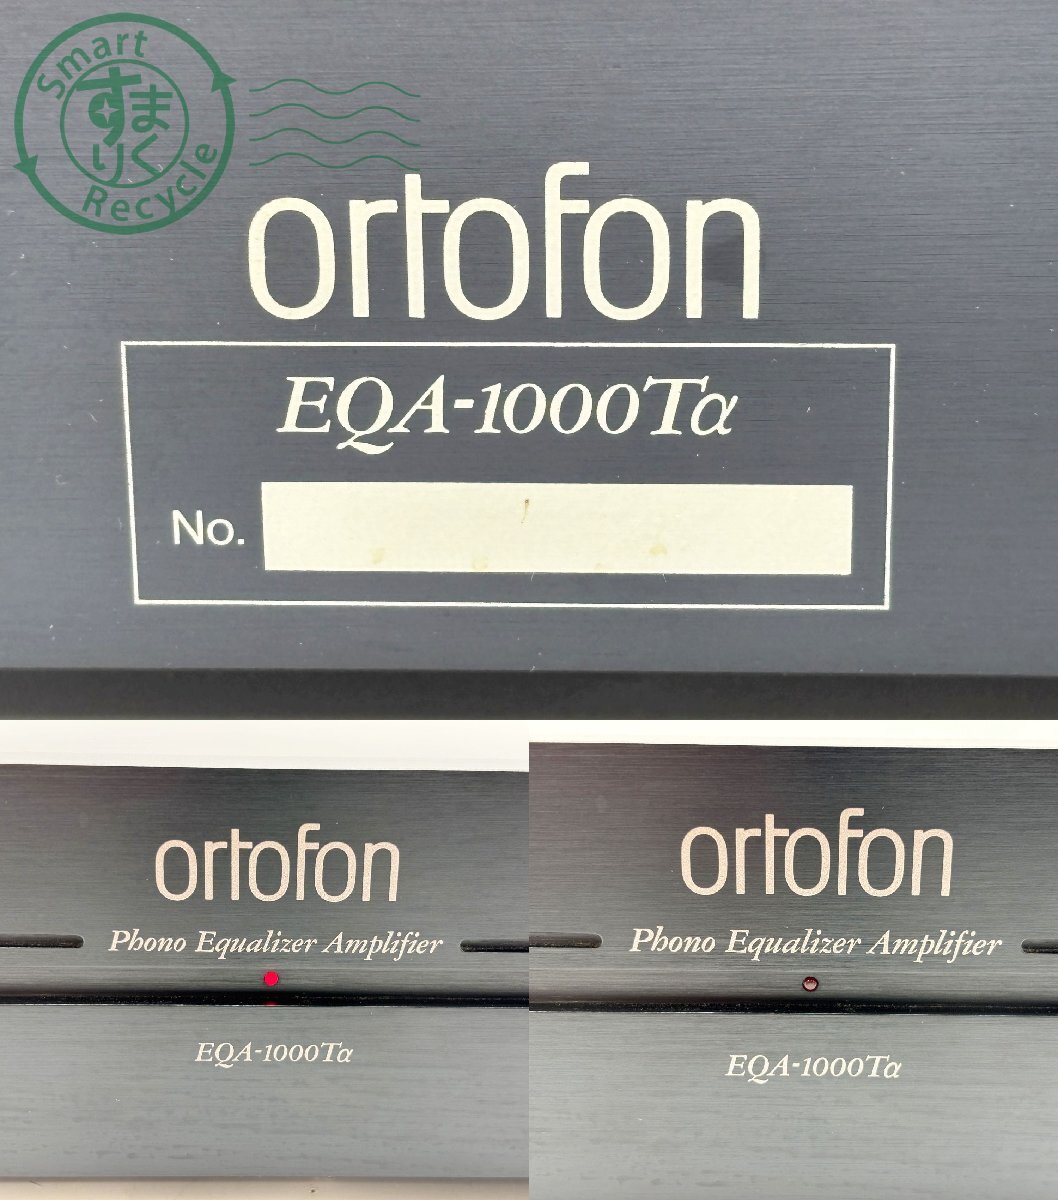 Smart
すまりく
Recycle
ortofon
EQA-1000Tα
No.
ortofon
Phono Equalizer Amplifier
EQA-1000Tα
ortofon
Phono Equalizer Amplifier
EQA-1000Tα